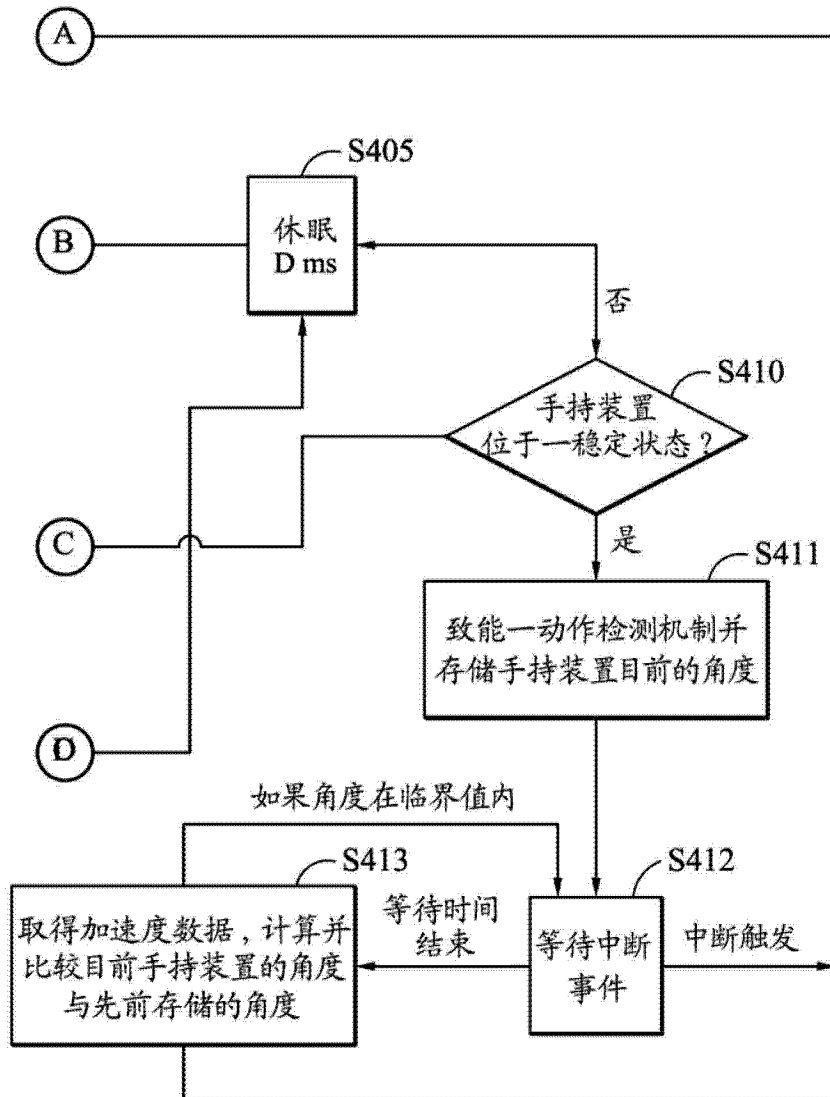 A
S405
B
休眠
D ms
否
S410
手持装置
位于一稳定状态?
C
是
S411
致能一动作检测机制并
存储手持装置目前的角度
D
如果角度在临界值内
S413
S412
取得加速度数据,计算并
比较目前手持装置的角度
与先前存储的角度
等待时间
结束
等待中断
事件
中断触发